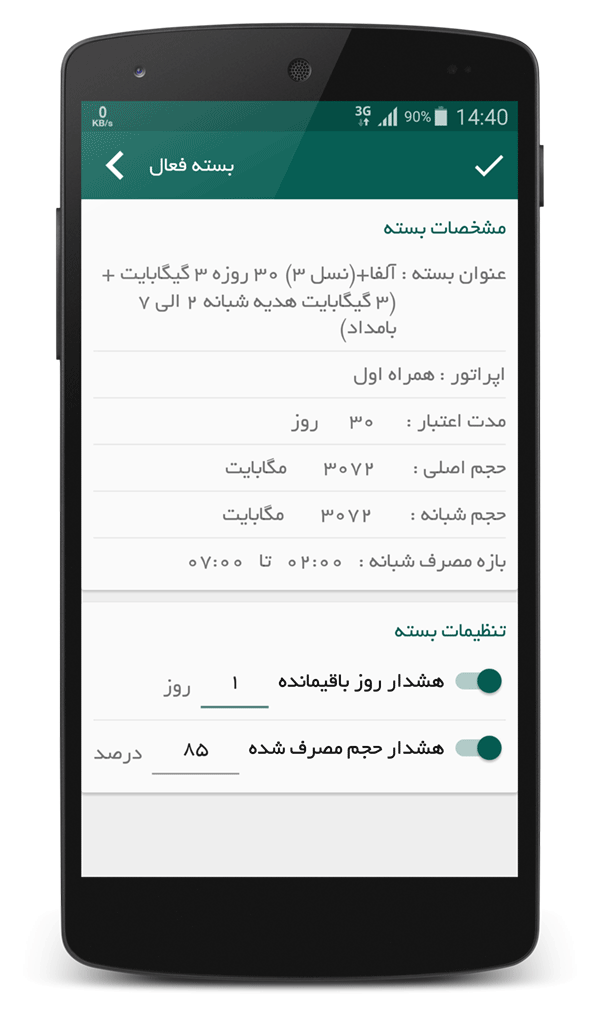 0
KB/s
3G
90%
14:40
بسته فعال
مشخصات بسته
عنوان بسته : آلفا+(نسل ۳) ۳۰ روزه ۳ گیگابایت +
(۳ گیگابایت هدیه شبانه ۲ الی ۷
بامداد)
اپراتور : همراه اول
مدت اعتبار : ۳۰ روز
حجم اصلی : ۳۰۷۲ مگابایت
حجم شبانه : ۳۰۷۲ مگابایت
بازه مصرف شبانه : ۰۲:۰۰ تا ۰۷:۰۰
تنظیمات بسته
هشدار روز باقیمانده ۱ روز
هشدار حجم مصرف شده ۸۵ درصد